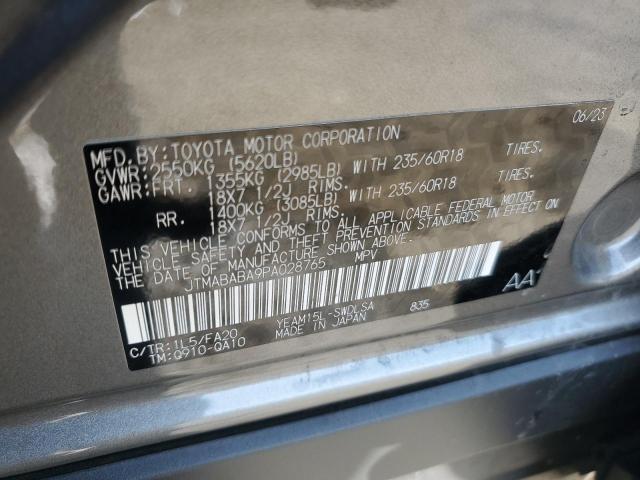 MFD. BY: TOYOTA MOTOR CORPORATION 06/23
GVWR: 2550KG (5620LB)
GAWR: FRT. 1355KG (2985LB) WITH 235/60R18 TIRES.
18X7 1/2J RIMS.
RR. 1400KG (3085LB) WITH 235/60R18 TIRES.
18X7 1/2J RIMS.
THIS VEHICLE CONFORMS TO ALL APPLICABLE FEDERAL MOTOR
VEHICLE SAFETY AND THEFT PREVENTION STANDARDS IN EFFECT ON
THE DATE OF MANUFACTURE SHOWN ABOVE.
JTMABABA9PA028765 MPV
C/TR: 1L5/FA20 YEAM15L-SWDLSA 835
TM: Q910-QA10 MADE IN JAPAN